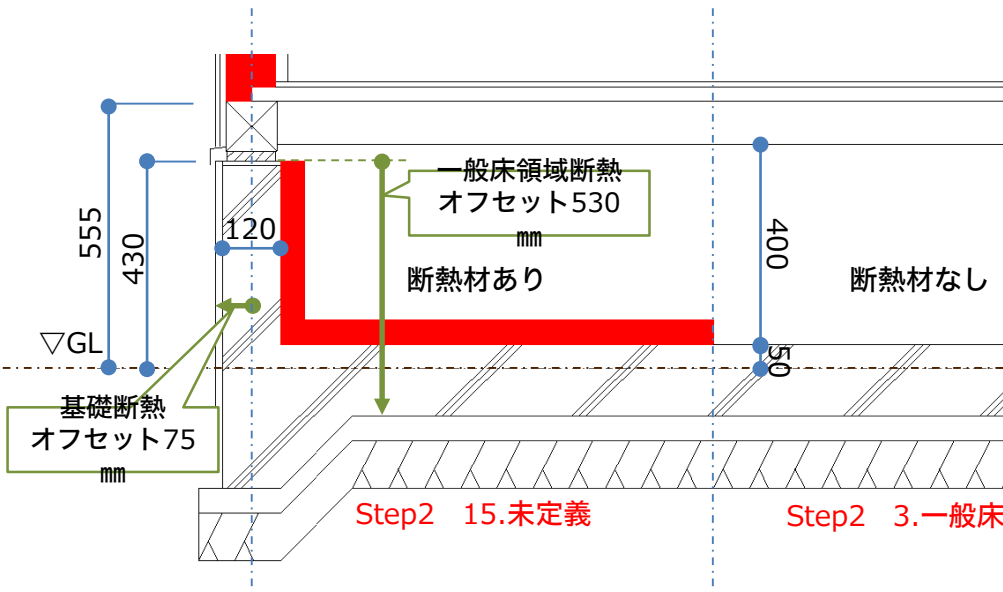 一般床領域断熱
オフセット530
㎜
120
555
430
400
断熱材あり
断熱材なし
▽GL
50
基礎断熱
オフセット75
㎜
Step2 15.未定義
Step2 3.一般床